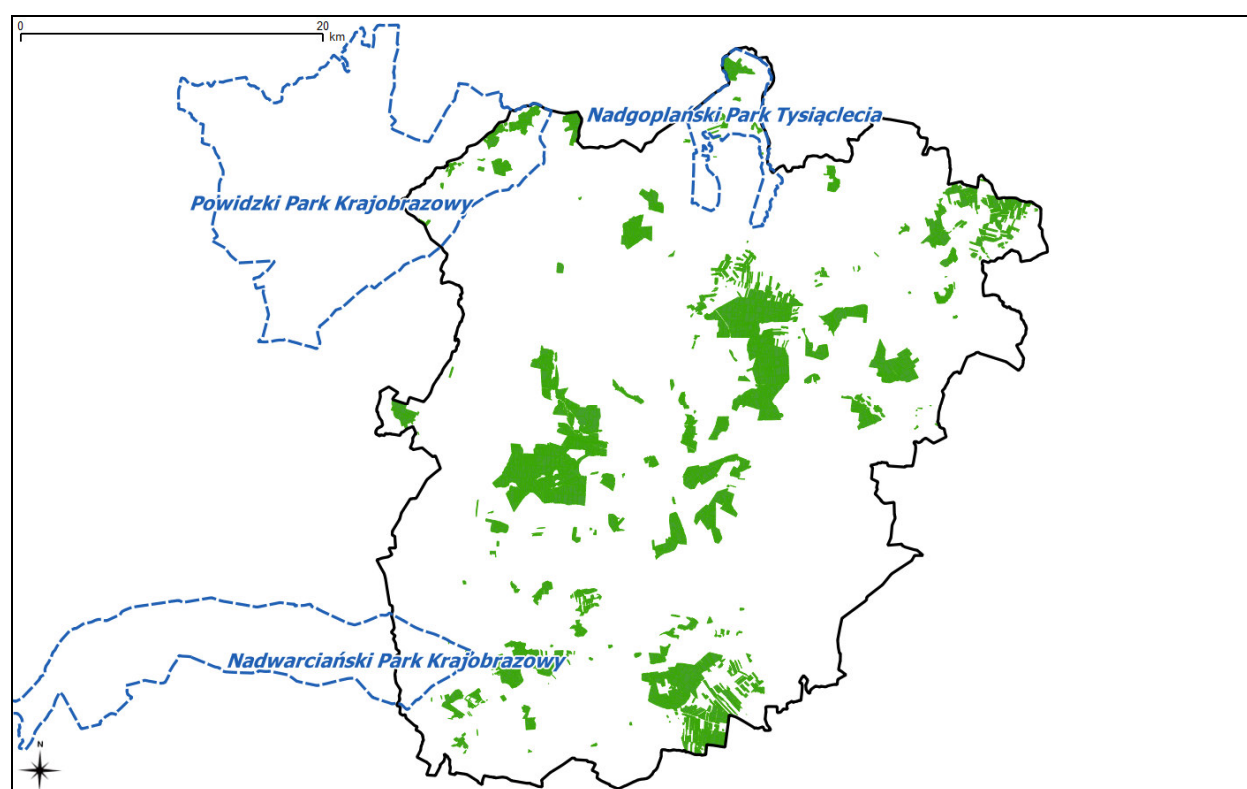 0 20
km
Nadgoplański Park Tysiąclecia
Powidzki Park Krajobrazowy
Nadwarciański Park Krajobrazowy
N